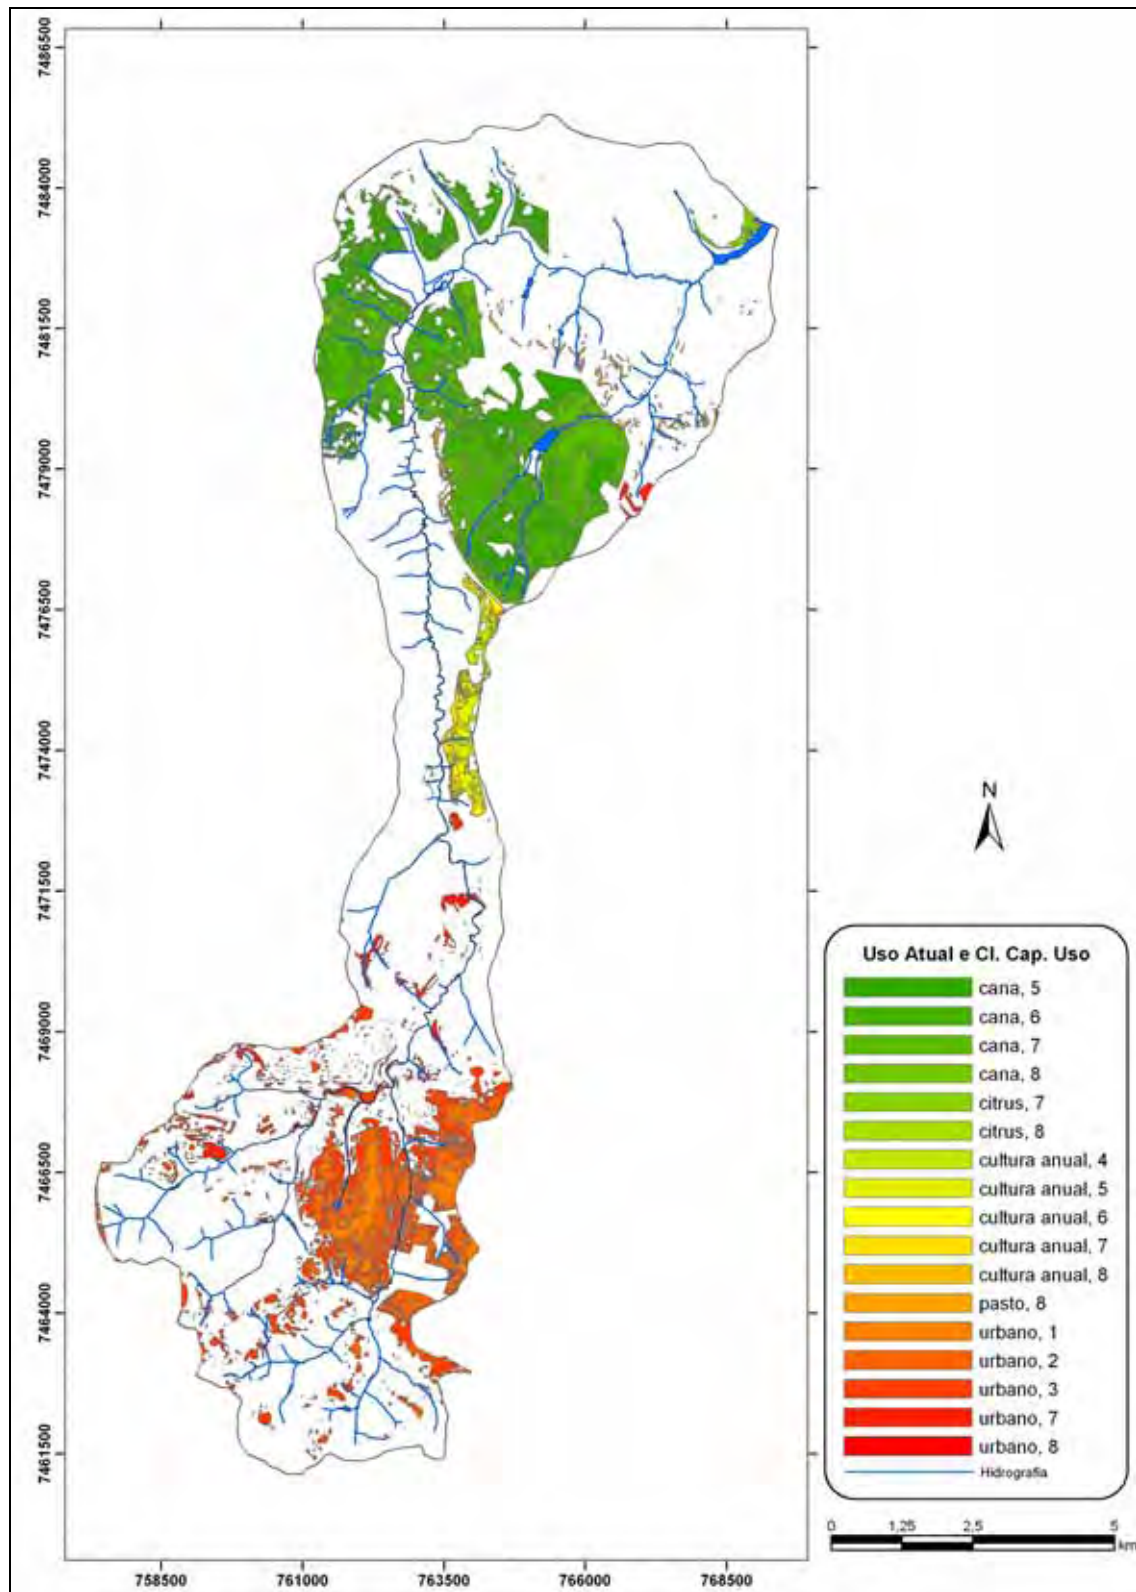 7486500
7484000
7481500
7479000
7476500
7474000
7471500
7469000
7466500
7464000
7461500
758500
761000
763500
766000
768500
N
Uso Atual e Cl. Cap. Uso
cana, 5
cana, 6
cana, 7
cana, 8
citrus, 7
citrus, 8
cultura anual, 4
cultura anual, 5
cultura anual, 6
cultura anual, 7
cultura anual, 8
pasto, 8
urbano, 1
urbano, 2
urbano, 3
urbano, 7
urbano, 8
Hidrografia
0 1,25 2,5 5
km